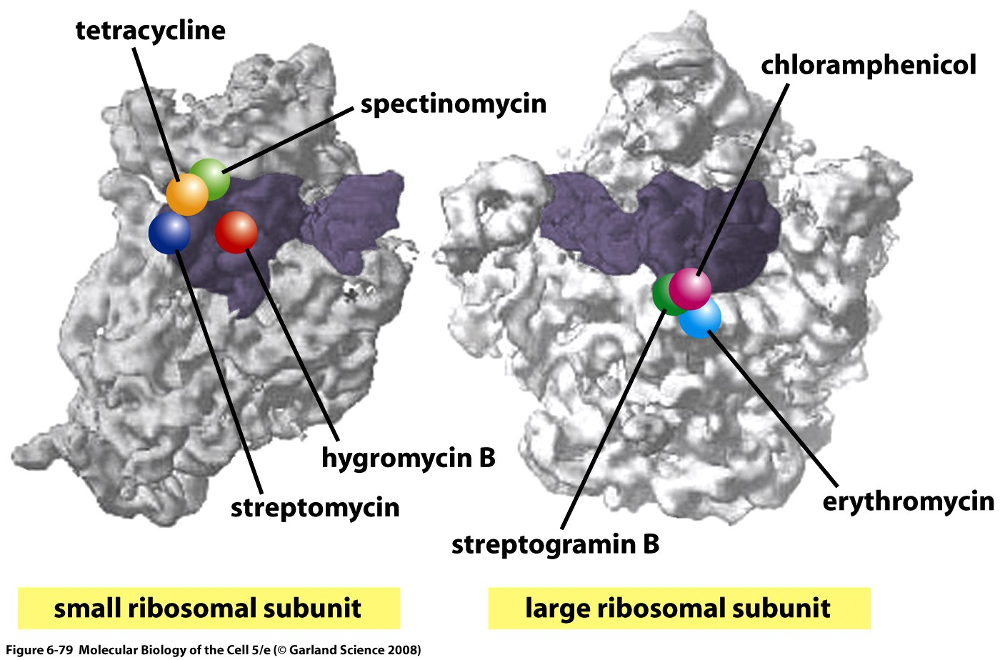 tetracycline
spectinomycin
chloramphenicol
hygromycin B
streptomycin
erythromycin
streptogramin B
small ribosomal subunit
large ribosomal subunit
Figure 6-79 Molecular Biology of the Cell 5/e (© Garland Science 2008)